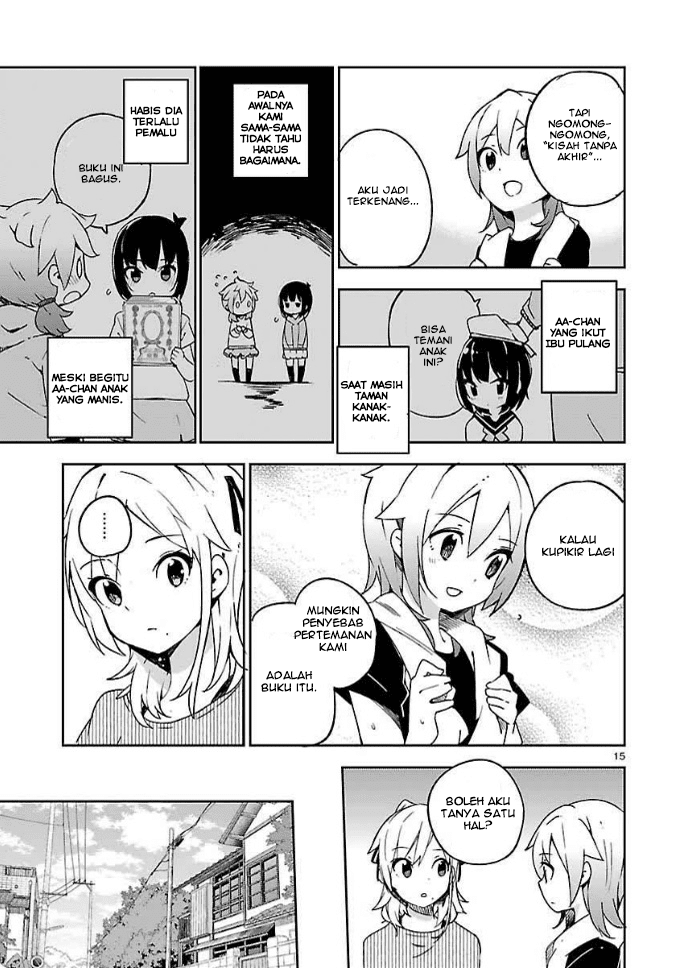 TAPI
NGOMONG-
NGOMONG,
"KISAH TANPA
AKHIR"...
AKU JADI
TERKENANG...
AA-CHAN
YANG IKUT
IBU PULANG
BISA
TEMANI
ANAK
INI?
SAAT MASIH
TAMAN
KANAK-
KANAK.
PADA
AWALNYA
KAMI
SAMA-SAMA
TIDAK TAHU
HARUS
BAGAIMANA.
HABIS DIA
TERLALU
PEMALU
BUKU INI
BAGUS.
MESKI BEGITU
AA-CHAN ANAK
YANG MANIS.
KALAU
KUPIKIR LAGI
MUNGKIN
PENYEBAB
PERTEMANAN
KAMI
ADALAH
BUKU ITU.
........
15
BOLEH AKU
TANYA SATU
HAL?